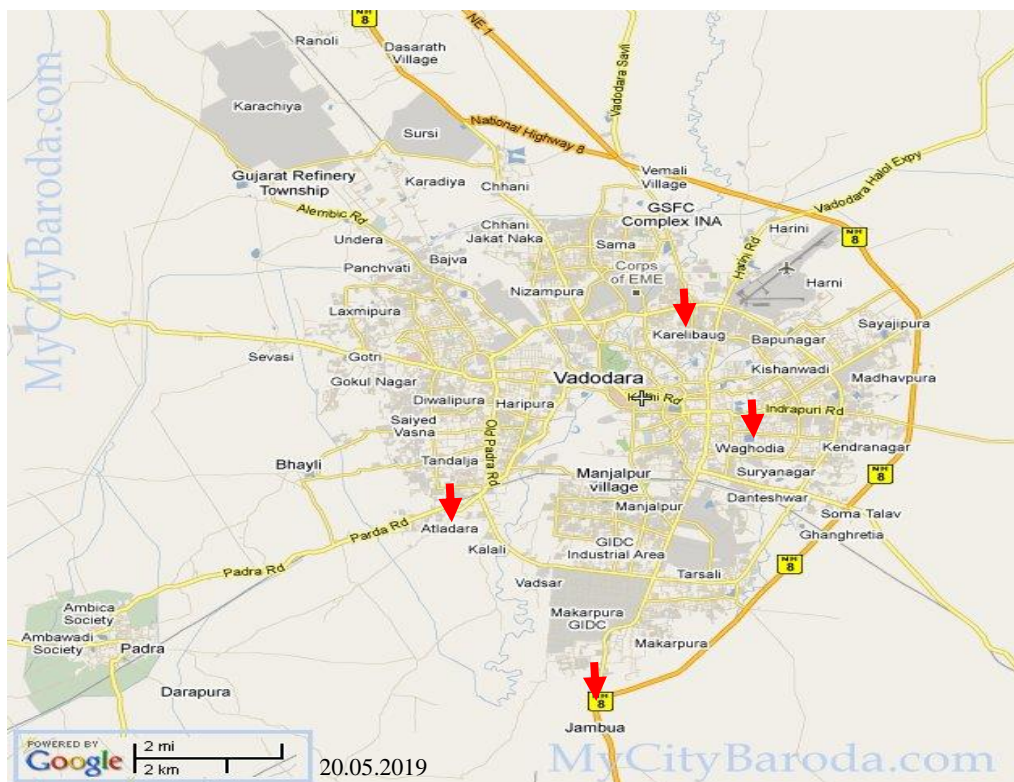 MyCityBaroda.com
NE-1
Ranoli
Dasarath
Village
Vadodara Savli
Karachiya
Sursi
National Highway 8
Vemali
Village
Vadodara Halol Expy
Gujarat Refinery
Township
Karadiya
Chhani
GSFC
Complex INA
Alembic Rd
Undera
Chhani
Jakat Naka
Sama
Harini
NH
8
Harini Rd
Bajva
Panchvati
Corps
of EME
Nizampura
Harni
Laxmipura
Karelibaug
Bapunagar
Sayajipura
Sevasi
Gotri
Gokul Nagar
Vadodara
Kishanwadi
Madhavpura
Diwalipura
Haripura
Rd
Indrapuri Rd
Saiyed
Vasna
Old Padra Rd
Waghodia
Kendranagar
Bhayli
Tandalja
Manjalpur
village
Suryanagar
NH
8
Danteshwar
Manjalpur
Soma Talav
Atladara
Parda Rd
Ghanghretia
Kalali
GIDC
Industrial Area
NH
8
Padra Rd
Vadsar
Tarsali
Ambica
Society
Makarpura
GIDC
Ambawadi
Society
Padra
Makarpura
Darapura
NH
8
Jambua
POWERED BY
Google
2 mi
2 km
20.05.2019
MyCityBaroda.com